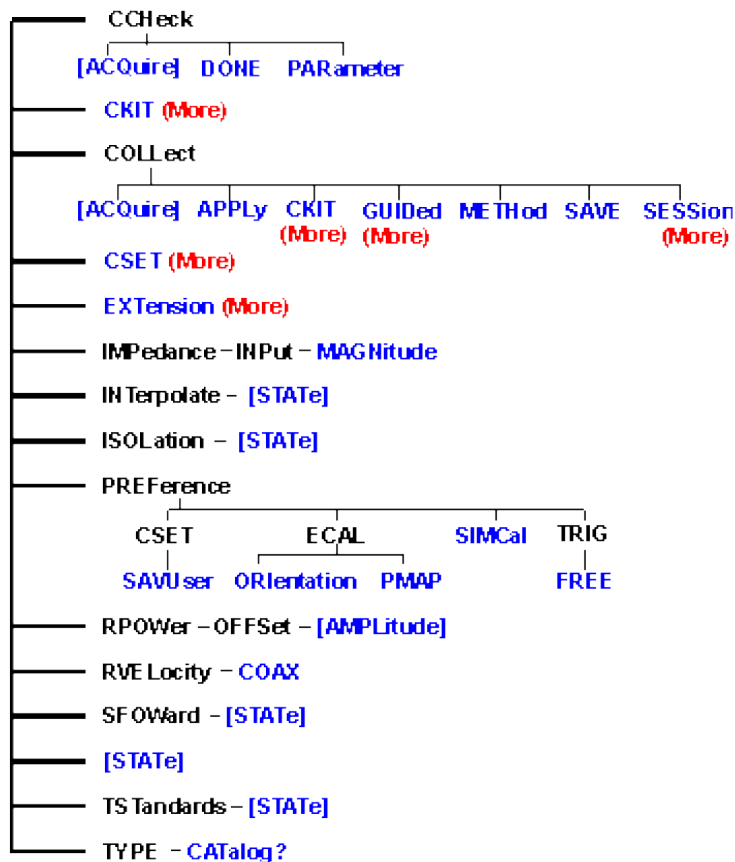 CCHeck
[ACQuire] DONE PARameter
CKIT (More)
COLLect
[ACQuire] APPLy CKIT GUIDed METHod SAVE SESSion
(More) (More) (More)
CSET (More)
EXTension (More)
IMPedance - INPut - MAGNitude
INTerpolate - [STATe]
ISOLation - [STATe]
PREFerence
CSET ECAL SIMCal TRIG
SAVUser ORIentation PMAP FREE
RPOWer - OFFSet - [AMPLitude]
RVELocity - COAX
SFOWard - [STATe]
[STATe]
TSTandards - [STATe]
TYPE - CATalog?